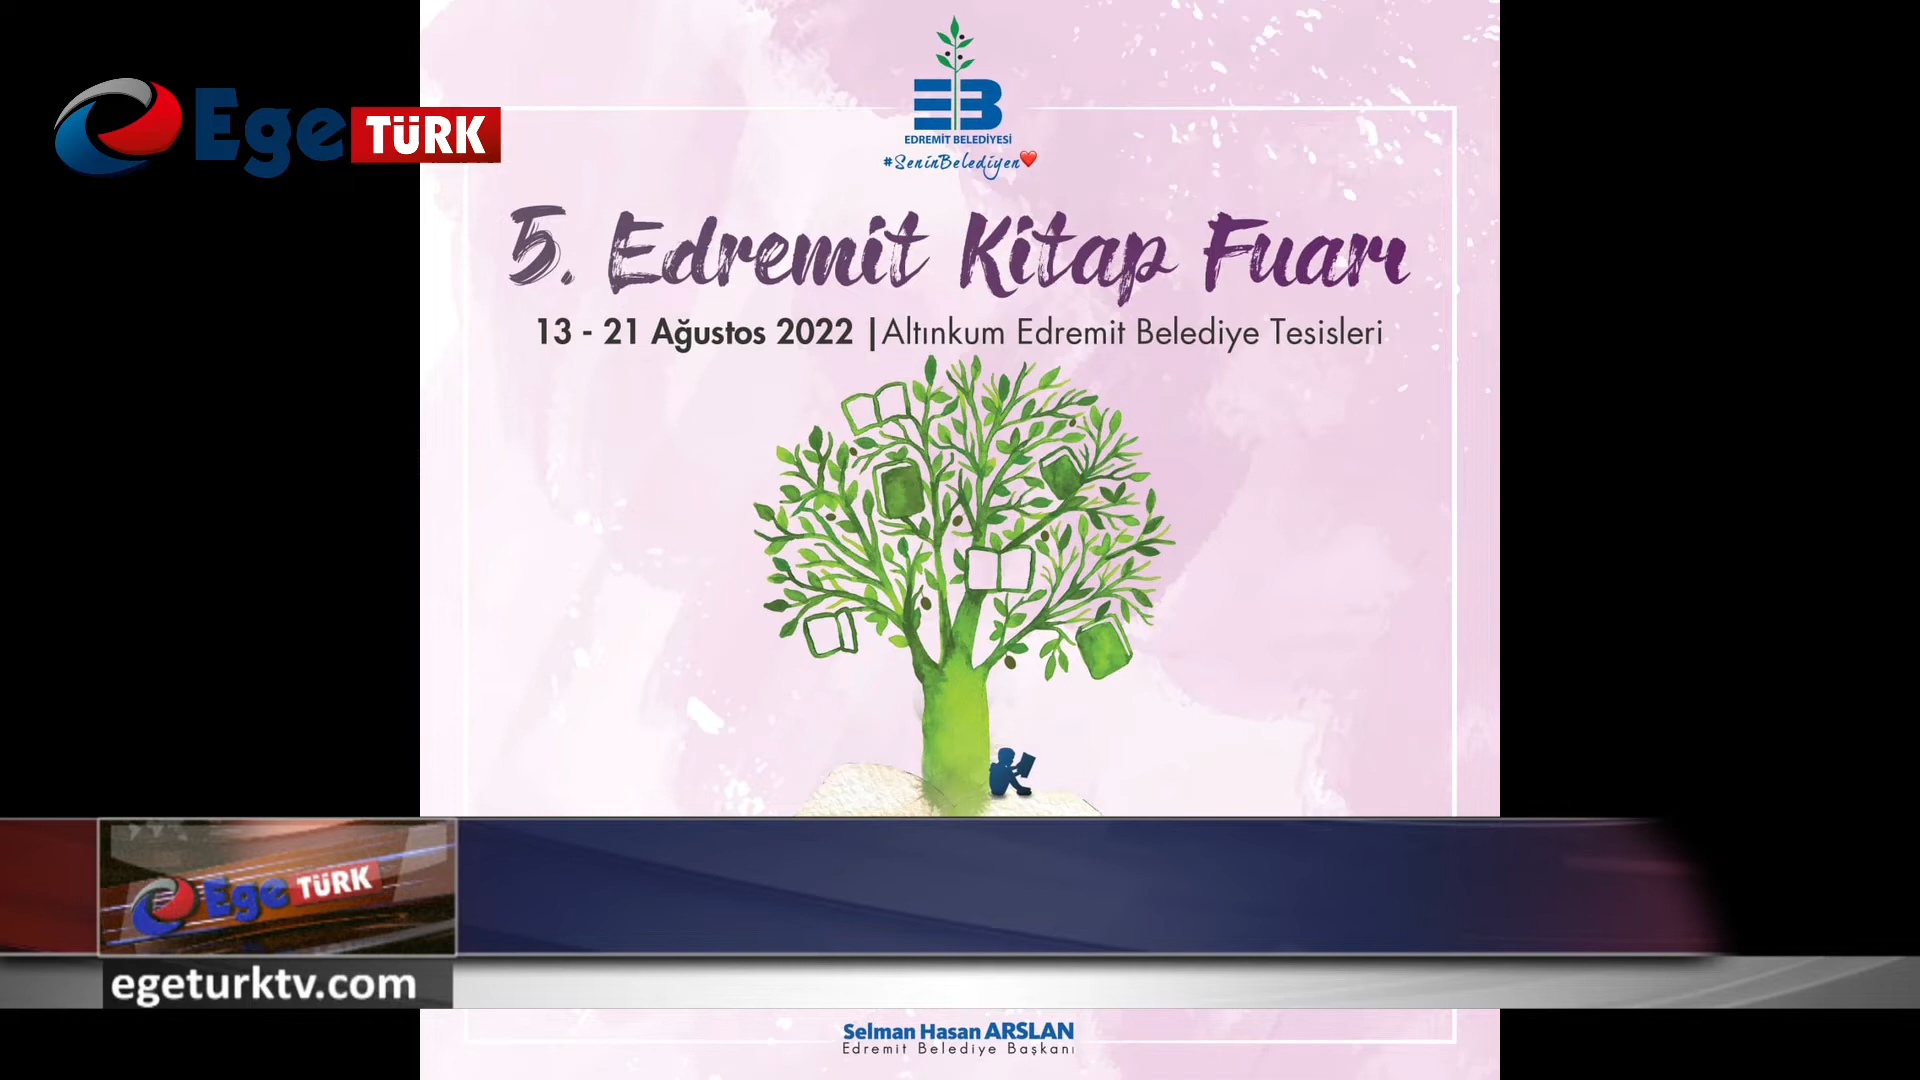 EB
EDREMİT BELEDİYESİ
#SeninBelediyen
Ege TÜRK
5. Edremit Kitap Fuarı
13 - 21 Ağustos 2022 | Altınkum Edremit Belediye Tesisleri
Ege TÜRK
egeturktv.com
Selman Hasan ARSLAN
Edremit Belediye Başkanı